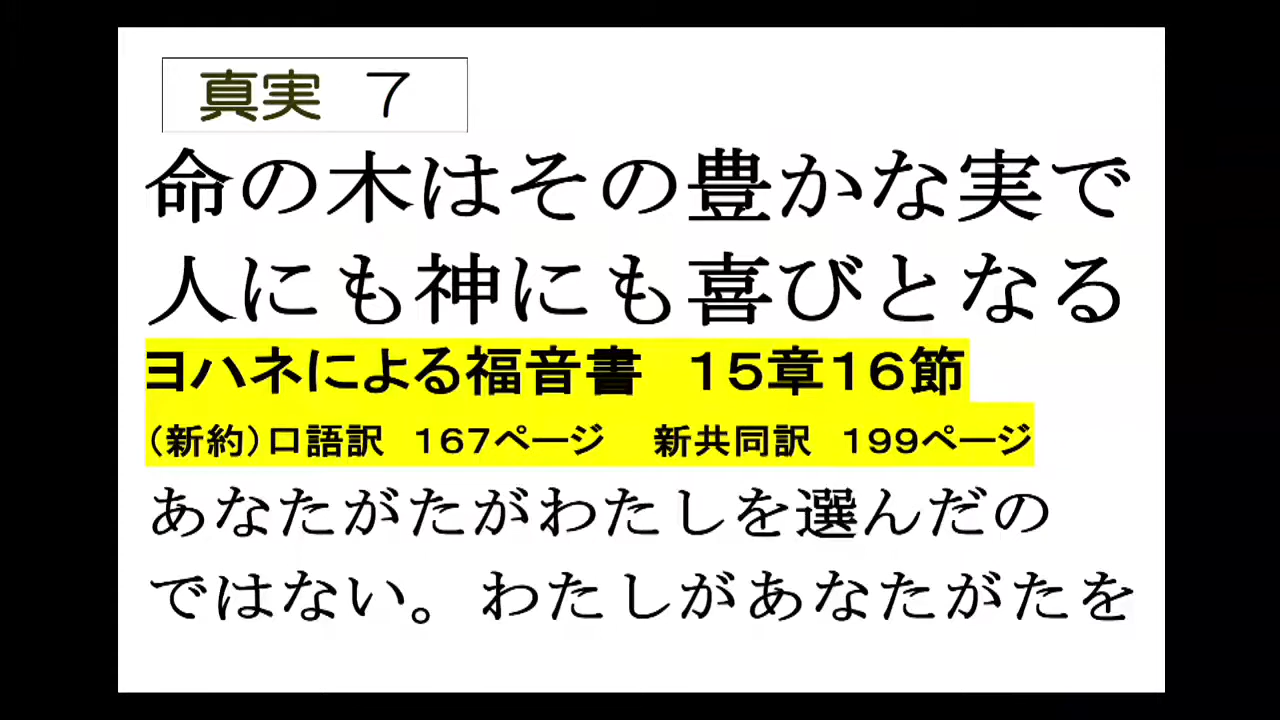 真実　７
命の木はその豊かな実で
人にも神にも喜びとなる
ヨハネによる福音書　１５章１６節
（新約）口語訳　１６７ページ　新共同訳　１９９ページ
あなたがたがわたしを選んだの
ではない。わたしがあなたがたを